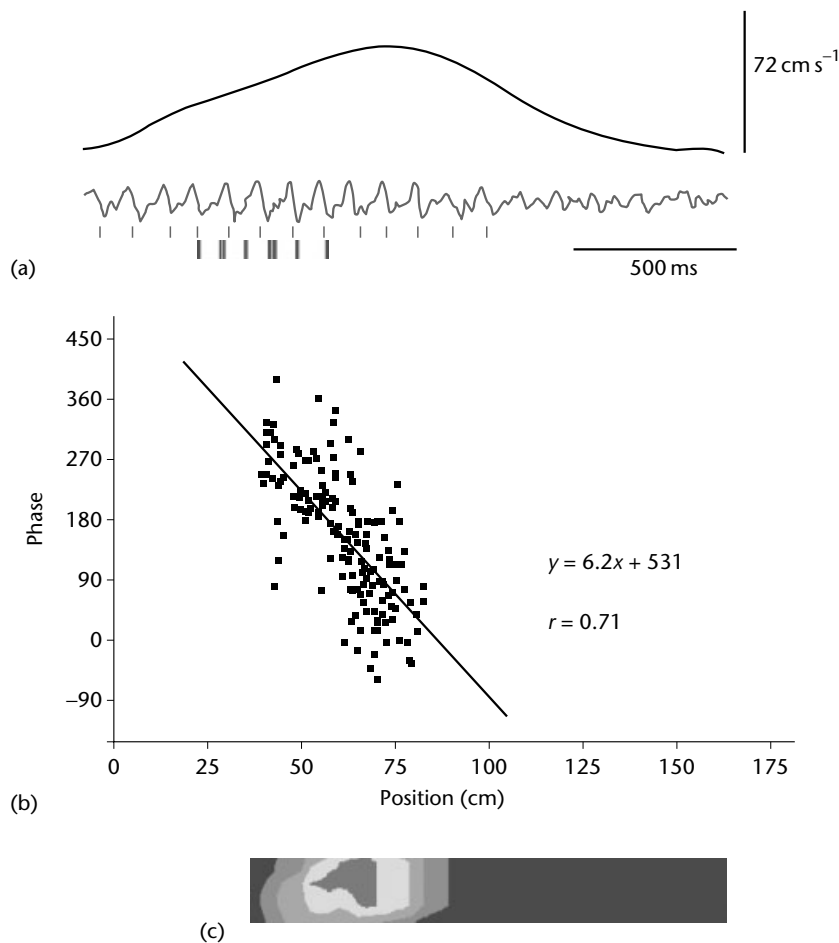 72 cm s⁻¹
(a)
500 ms
450
360
270
180
90
0
−90
Phase
y = 6.2x + 531
r = 0.71
0 25 50 75 100 125 150 175
Position (cm)
(b)
(c)